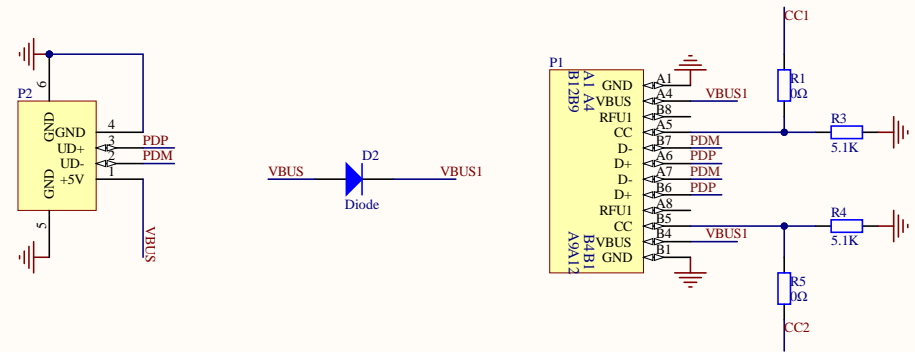 P2
6
GND
GND
4
UD+
3
PDP
UD-
2
PDM
+5V
1
GND
5
VBUS
VBUS
D2
VBUS1
Diode
P1
A1 A4
B12B9
GND
A1
VBUS
A4
VBUS1
RFU1
B8
CC
A5
D-
B7
PDM
D+
A6
PDP
D-
A7
PDM
D+
B6
PDP
RFU1
A8
CC
B5
VBUS
B4
VBUS1
GND
B1
B4B1
A9A12
CC1
R1
0Ω
R3
5.1K
R4
5.1K
R5
0Ω
CC2